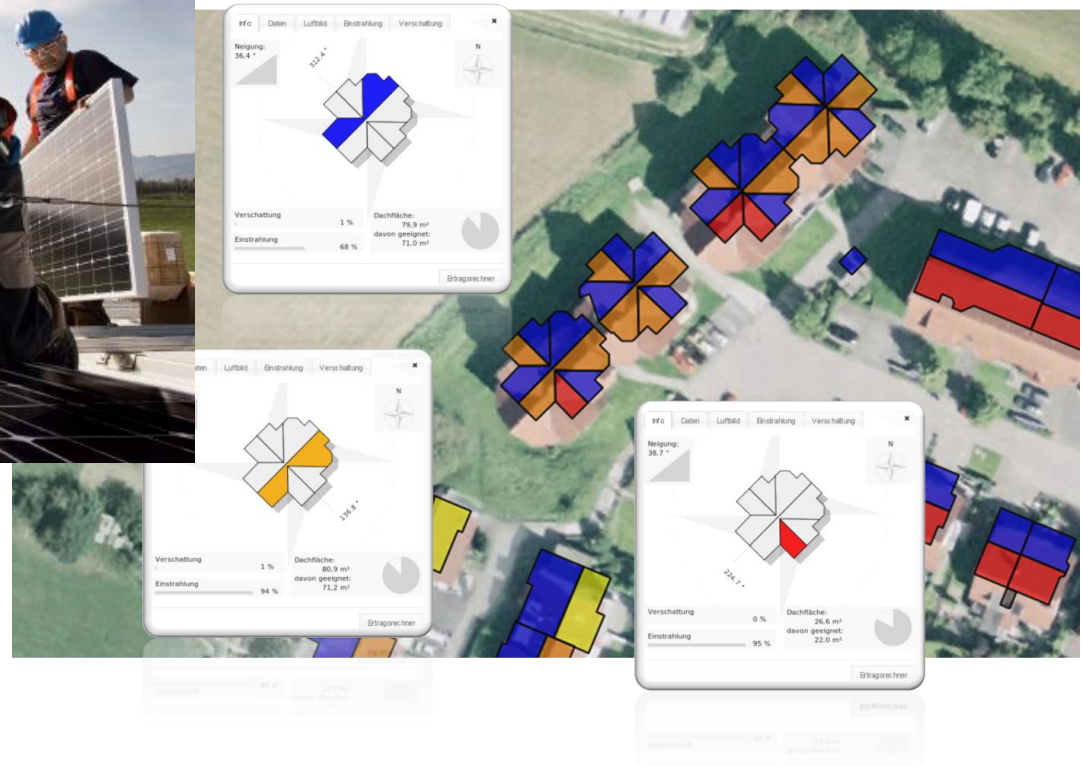 Info Daten Luftbild Einstrahlung Verschattung
Neigung:
36,4 °
312,4 °
N
Verschattung
1 %
Einstrahlung
68 %
Dachfläche:
79,9 m²
davon geeignet:
71,0 m²
Ertragsrechner
Luftbild Einstrahlung Verschattung
N
136,8 °
Verschattung
1 %
Einstrahlung
94 %
Dachfläche:
80,9 m²
davon geeignet:
71,2 m²
Ertragsrechner
Info Daten Luftbild Einstrahlung Verschattung
Neigung:
38,7 °
N
224,7 °
Verschattung
0 %
Einstrahlung
95 %
Dachfläche:
26,6 m²
davon geeignet:
22,0 m²
Ertragsrechner